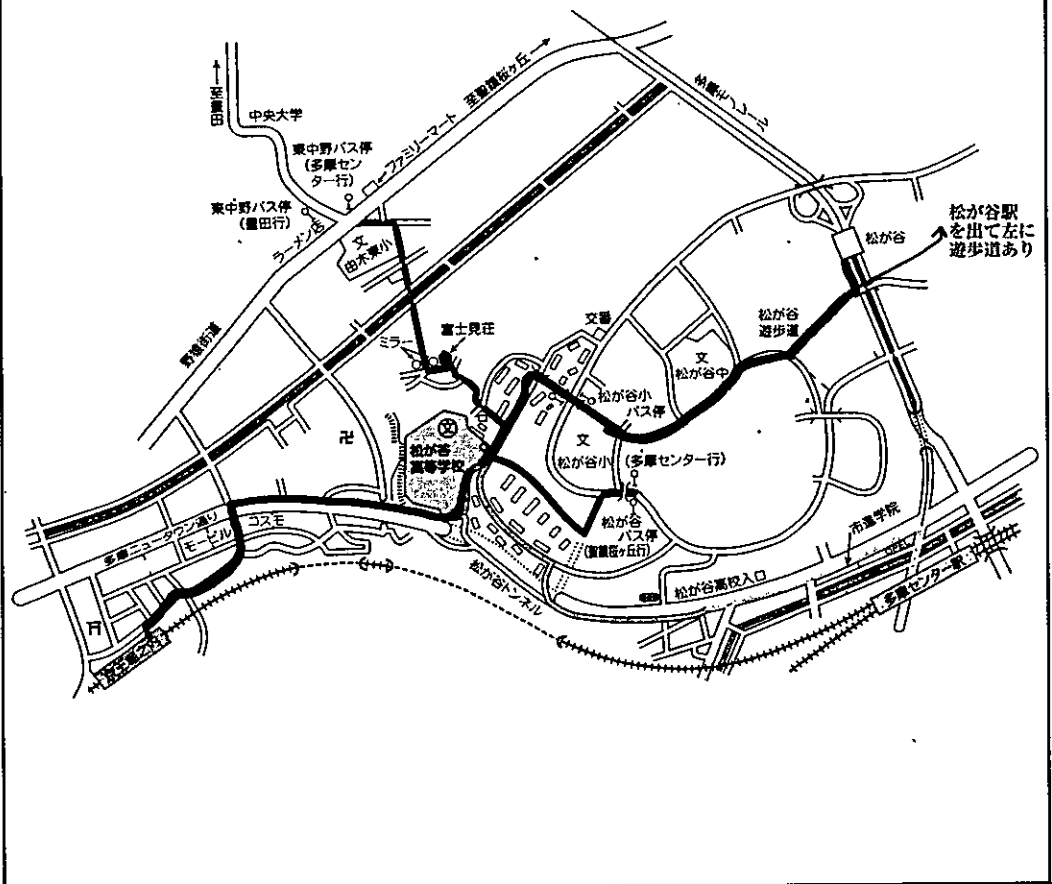 至豊田
中央大学
東中野バス停
(多摩セン
ター行)
ファミリーマート
至聖蹟桜ヶ丘
多摩モノレール
東中野バス停
(豊田行)
ラーメン店
文
由木東小
野猿街道
松が谷駅
を出て左に
遊歩道あり
松が谷
松が谷
遊歩道
交番
富士見荘
ミラー
文
松が谷中
松が谷小
バス停
文
松が谷
高等学校
文
松が谷小
(多摩センター行)
松が谷
バス停
(聖蹟桜ヶ丘行)
多摩ニュータウン通り
モービル
コスモ
松が谷トンネル
松が谷高校入口
市進学院
多摩センター駅